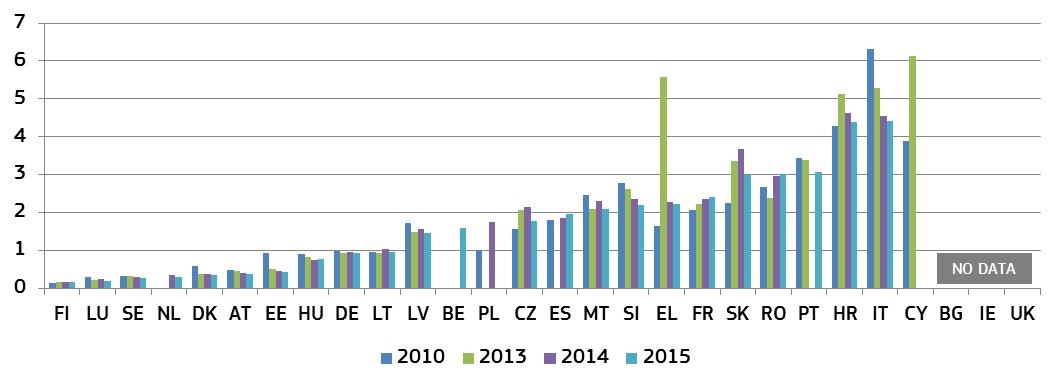 7
6
5
4
3
2
1
0
NO DATA
FI LU SE NL DK AT EE HU DE LT LV BE PL CZ ES MT SI EL FR SK RO PT HR IT CY BG IE UK
2010 2013 2014 2015